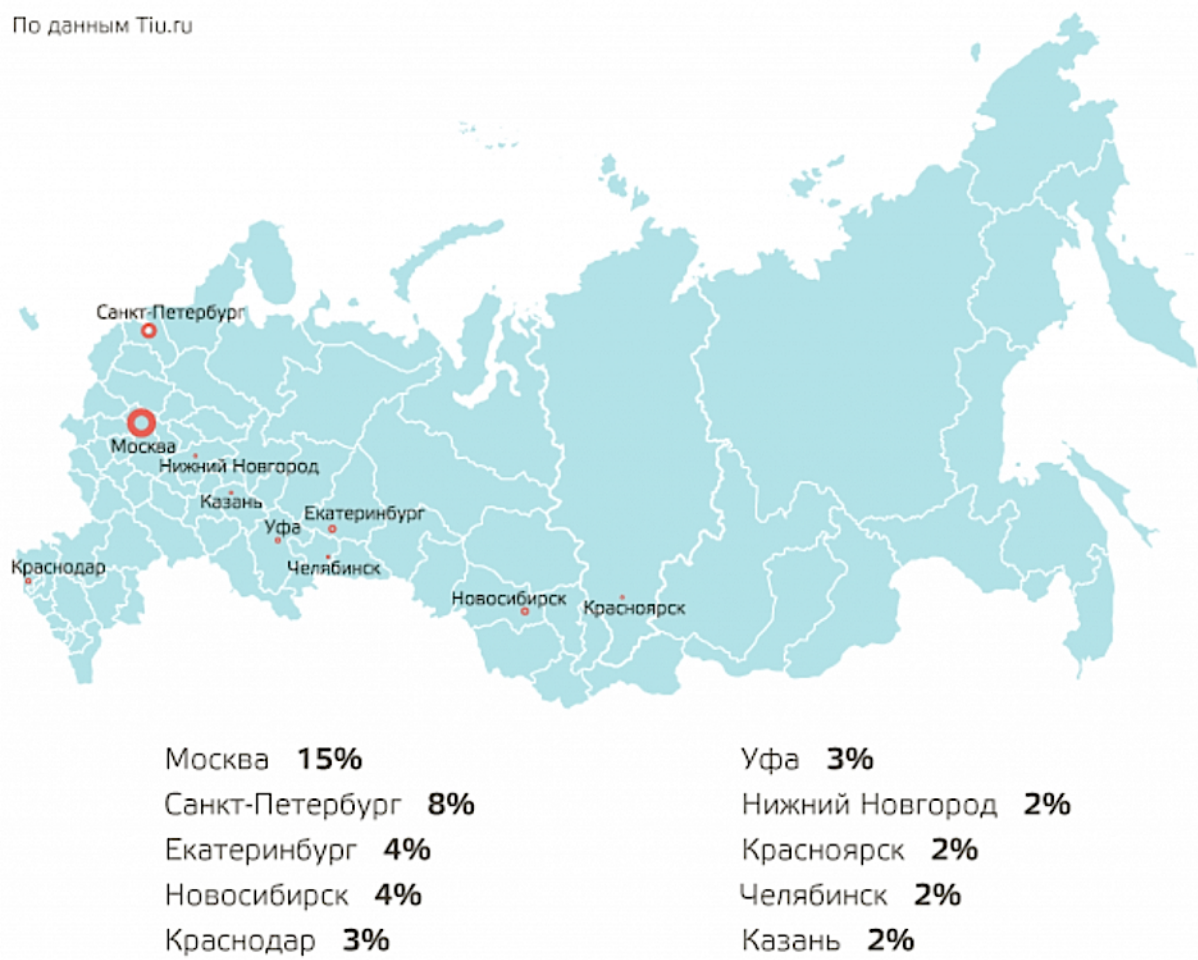 По данным Tiu.ru
Санкт-Петербург
Москва
Нижний Новгород
Казань
Екатеринбург
Уфа
Краснодар
Челябинск
Новосибирск
Красноярск
Москва 15%
Санкт-Петербург 8%
Екатеринбург 4%
Новосибирск 4%
Краснодар 3%
Уфа 3%
Нижний Новгород 2%
Красноярск 2%
Челябинск 2%
Казань 2%